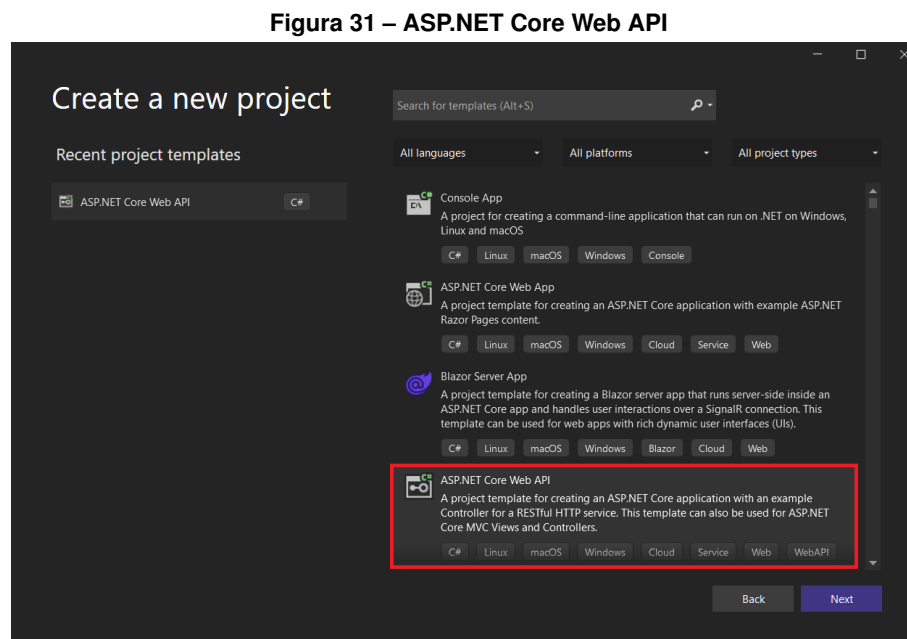 Figura 31 – ASP.NET Core Web API
Create a new project
Search for templates (Alt+S)
Recent project templates
All languages
All platforms
All project types
ASP.NET Core Web API
C#
Console App
A project for creating a command-line application that can run on .NET on Windows,
Linux and macOS
C# Linux macOS Windows Console
ASP.NET Core Web App
A project template for creating an ASP.NET Core application with example ASP.NET
Razor Pages content.
C# Linux macOS Windows Cloud Service Web
Blazor Server App
A project template for creating a Blazor server app that runs server-side inside an
ASP.NET Core app and handles user interactions over a SignalR connection. This
template can be used for web apps with rich dynamic user interfaces (UIs).
C# Linux macOS Windows Blazor Cloud Web
ASP.NET Core Web API
A project template for creating an ASP.NET Core application with an example
Controller for a RESTful HTTP service. This template can also be used for ASP.NET
Core MVC Views and Controllers.
C# Linux macOS Windows Cloud Service Web WebAPI
Back
Next